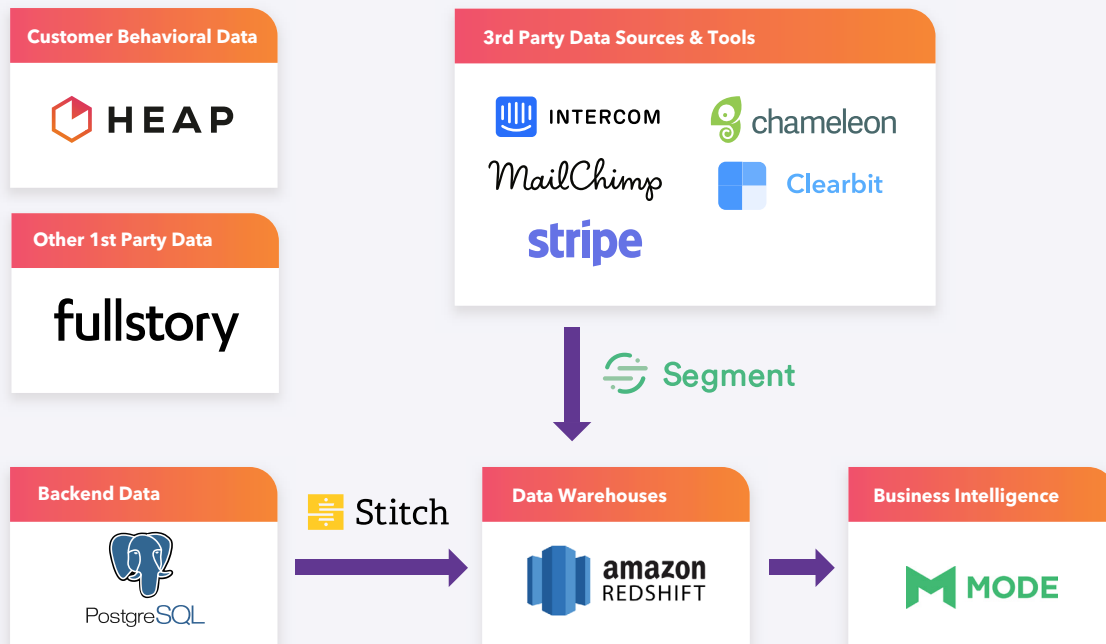 Customer Behavioral Data
HEAP
3rd Party Data Sources & Tools
INTERCOM
chameleon
MailChimp
Clearbit
stripe
Other 1st Party Data
fullstory
Segment
Backend Data
PostgreSQL
Stitch
Data Warehouses
amazon
REDSHIFT
Business Intelligence
MODE